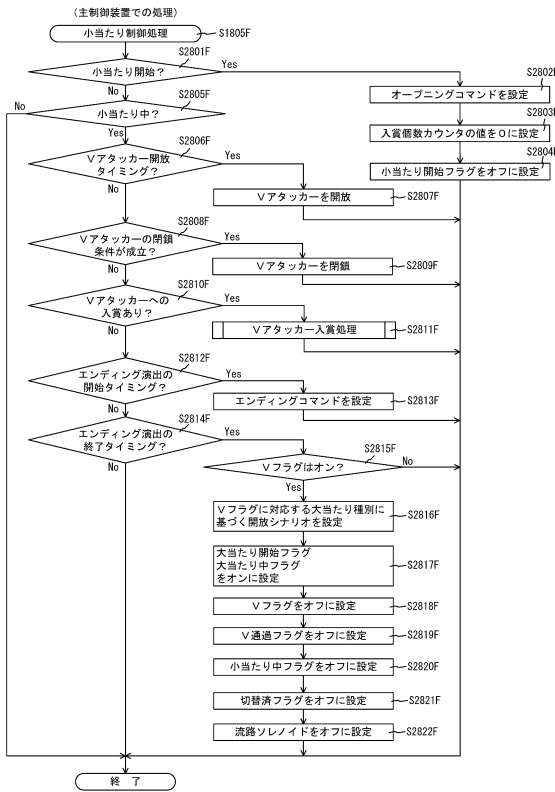 （主制御装置での処理）
小当たり制御処理
S1805F
S2801F
小当たり開始？
Yes
No
S2802F
オープニングコマンドを設定
S2803F
入賞個数カウンタの値を０に設定
S2804F
小当たり開始フラグをオフに設定
S2805F
小当たり中？
No
Yes
S2806F
Ｖアタッカー開放
タイミング？
Yes
No
Ｖアタッカーを開放
S2807F
S2808F
Ｖアタッカーの閉鎖
条件が成立？
Yes
No
Ｖアタッカーを閉鎖
S2809F
S2810F
Ｖアタッカーへの
入賞あり？
Yes
No
Ｖアタッカー入賞処理
S2811F
S2812F
エンディング演出の
開始タイミング？
Yes
No
エンディングコマンドを設定
S2813F
S2814F
エンディング演出の
終了タイミング？
Yes
No
S2815F
Ｖフラグはオン？
No
Yes
Ｖフラグに対応する大当たり種別に
基づく開放シナリオを設定
S2816F
大当たり開始フラグ
大当たり中フラグ
をオンに設定
S2817F
Ｖフラグをオフに設定
S2818F
Ｖ通過フラグをオフに設定
S2819F
小当たり中フラグをオフに設定
S2820F
切替済フラグをオフに設定
S2821F
流路ソレノイドをオフに設定
S2822F
終　了